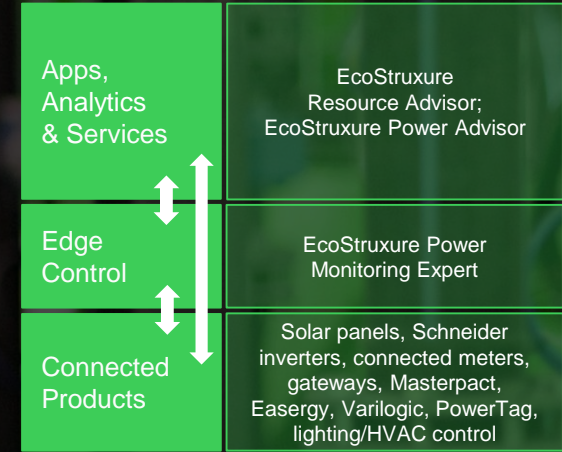 Apps,
Analytics
& Services
EcoStruxure
Resource Advisor;
EcoStruxure Power Advisor
Edge
Control
EcoStruxure Power
Monitoring Expert
Connected
Products
Solar panels, Schneider
inverters, connected meters,
gateways, Masterpact,
Easergy, Varilogic, PowerTag,
lighting/HVAC control